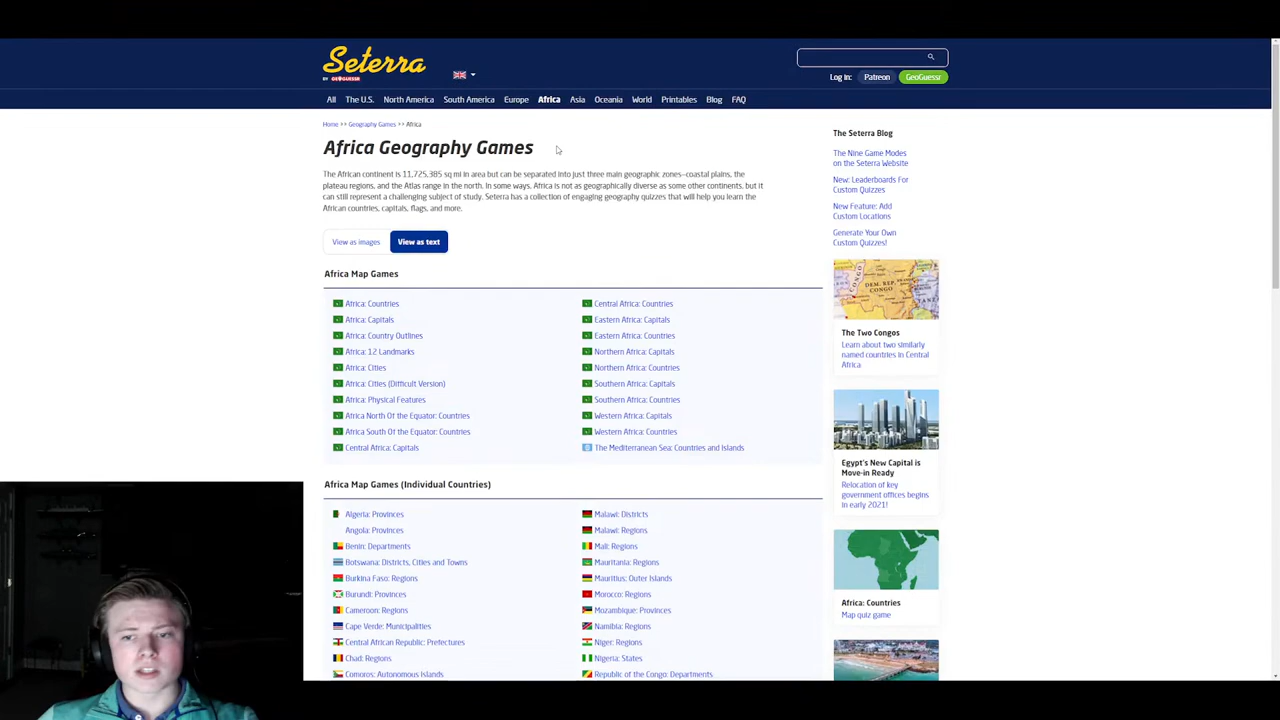 Seterra
BY GEOGUESSR
Log in: Patreon GeoGuessr
All The U.S. North America South America Europe Africa Asia Oceania World Printables Blog FAQ
Home >> Geography Games >> Africa
Africa Geography Games
The African continent is 11,725,385 sq mi in area but can be separated into just three main geographic zones—coastal plains, the
plateau regions, and the Atlas range in the north. In some ways, Africa is not as geographically diverse as some other continents, but it
can still represent a challenging subject of study. Seterra has a collection of engaging geography quizzes that will help you learn the
African countries, capitals, flags, and more.
View as images View as text
Africa Map Games
Africa: Countries
Africa: Capitals
Africa: Country Outlines
Africa: 12 Landmarks
Africa: Cities
Africa: Cities (Difficult Version)
Africa: Physical Features
Africa North Of the Equator: Countries
Africa South Of the Equator: Countries
Central Africa: Capitals
Central Africa: Countries
Eastern Africa: Capitals
Eastern Africa: Countries
Northern Africa: Capitals
Northern Africa: Countries
Southern Africa: Capitals
Southern Africa: Countries
Western Africa: Capitals
Western Africa: Countries
The Mediterranean Sea: Countries and Islands
Africa Map Games (Individual Countries)
Algeria: Provinces
Angola: Provinces
Benin: Departments
Botswana: Districts, Cities and Towns
Burkina Faso: Regions
Burundi: Provinces
Cameroon: Regions
Cape Verde: Municipalities
Central African Republic: Prefectures
Chad: Regions
Comoros: Autonomous Islands
Malawi: Districts
Malawi: Regions
Mali: Regions
Mauritania: Regions
Mauritius: Outer Islands
Morocco: Regions
Mozambique: Provinces
Namibia: Regions
Niger: Regions
Nigeria: States
Republic of the Congo: Departments
The Seterra Blog
The Nine Game Modes
on the Seterra Website
New: Leaderboards For
Custom Quizzes
New Feature: Add
Custom Locations
Generate Your Own
Custom Quizzes!
CONGO
DEM. REP.
CONGO
The Two Congos
Learn about two similarly
named countries in Central
Africa
Egypt's New Capital is
Move-in Ready
Relocation of key
government offices begins
in early 2021!
Africa: Countries
Map quiz game